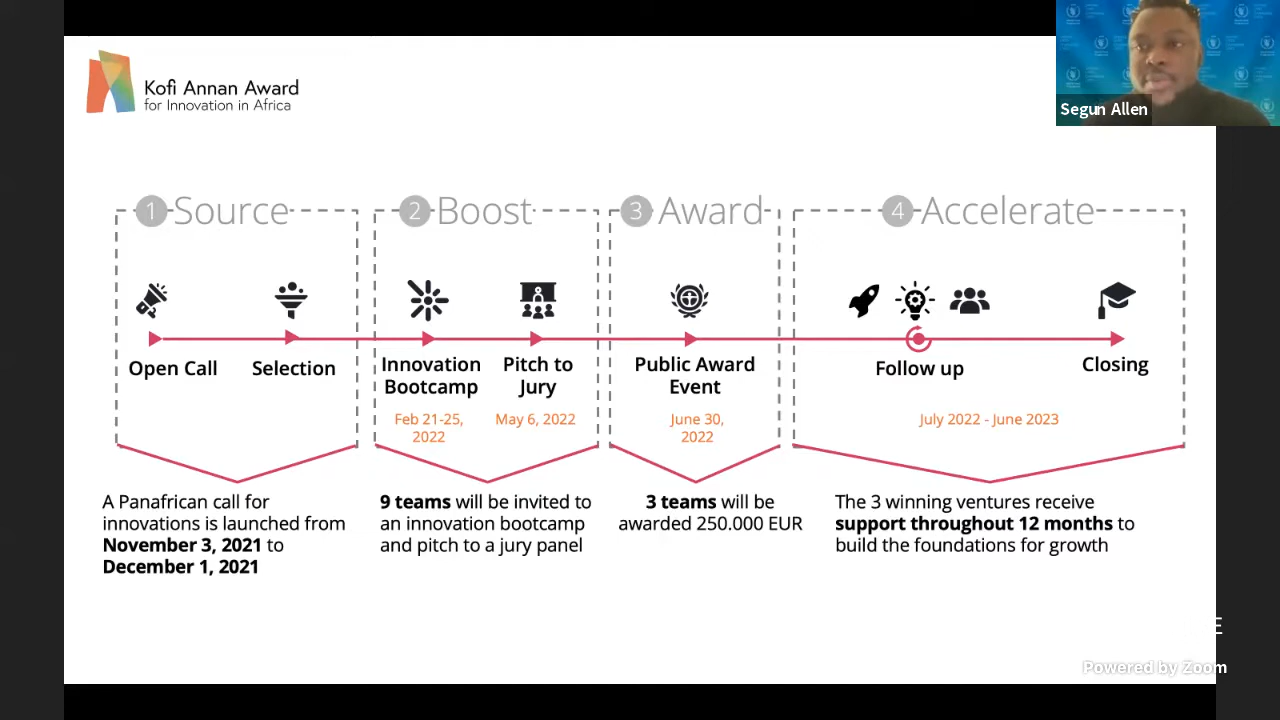 Kofi Annan Award
for Innovation in Africa
Segun Allen
1 Source
2 Boost
3 Award
4 Accelerate
Open Call
Selection
Innovation
Bootcamp
Feb 21-25,
2022
Pitch to
Jury
May 6, 2022
Public Award
Event
June 30,
2022
Follow up
Closing
July 2022 - June 2023
A Panafrican call for
innovations is launched from
November 3, 2021 to
December 1, 2021
9 teams will be invited to
an innovation bootcamp
and pitch to a jury panel
3 teams will be
awarded 250.000 EUR
The 3 winning ventures receive
support throughout 12 months to
build the foundations for growth
E
Powered by Zoom